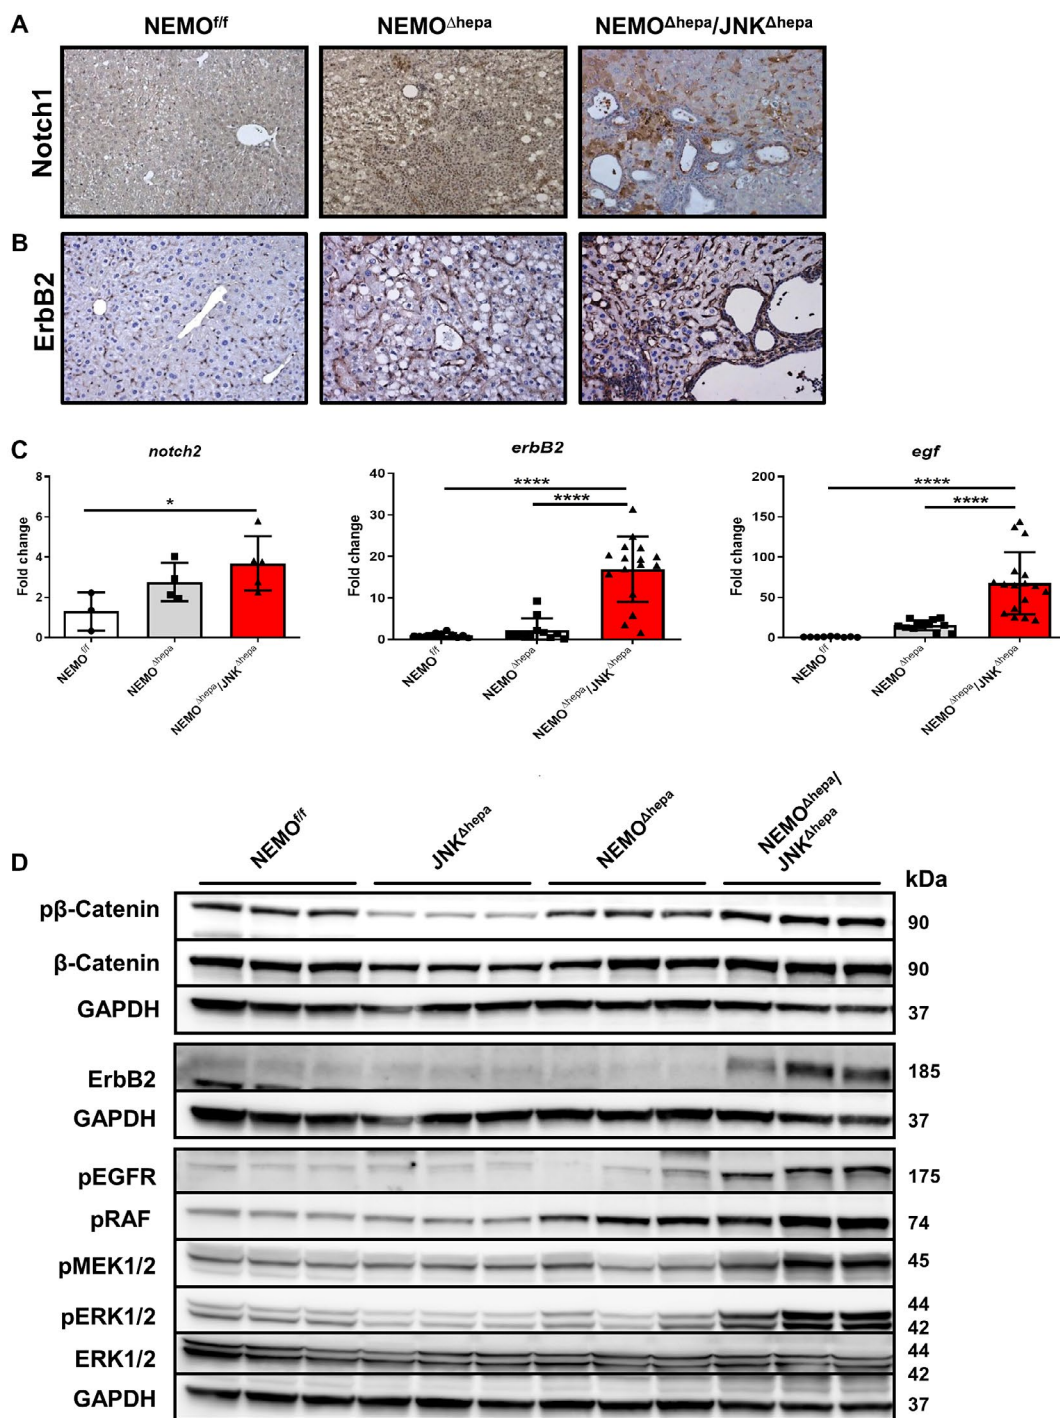 A
NEMOf/f
NEMOΔhepa
NEMOΔhepa/JNKΔhepa
Notch1
B
ErbB2
C
notch2
erbB2
egf
Fold change
8
6
4
2
0
*
NEMOf/f
NEMOΔhepa
NEMOΔhepa/JNKΔhepa
Fold change
40
30
20
10
0
****
****
NEMOf/f
NEMOΔhepa
NEMOΔhepa/JNKΔhepa
Fold change
200
150
100
50
0
****
****
NEMOf/f
NEMOΔhepa
NEMOΔhepa/JNKΔhepa
D
NEMOf/f
JNKΔhepa
NEMOΔhepa
NEMOΔhepa/
JNKΔhepa
kDa
pβ-Catenin 90
β-Catenin 90
GAPDH 37
ErbB2 185
GAPDH 37
pEGFR 175
pRAF 74
pMEK1/2 45
pERK1/2 44
42
ERK1/2 44
42
GAPDH 37